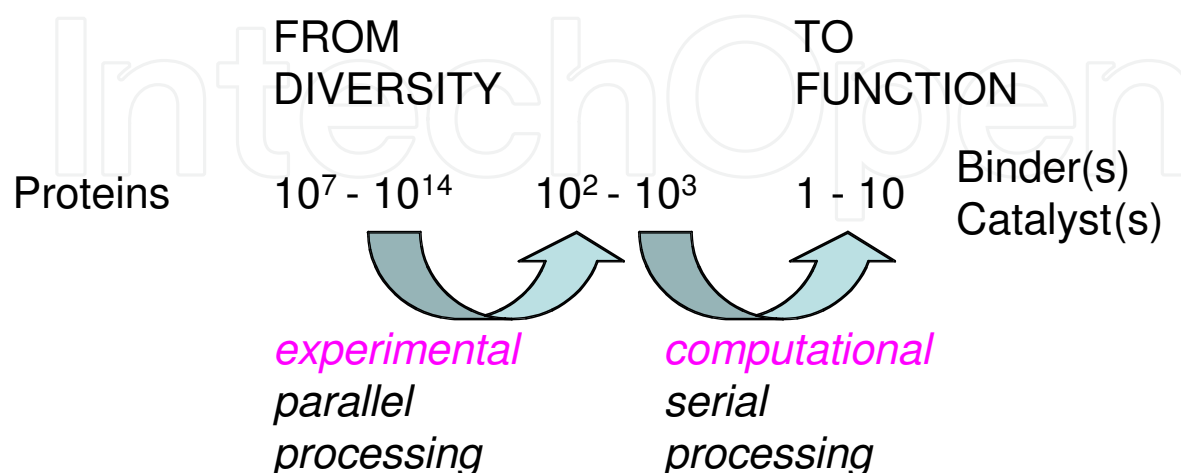 IntechOpen
FROM DIVERSITY
TO FUNCTION
Proteins 10⁷ - 10¹⁴ 10² - 10³ 1 - 10 Binder(s) Catalyst(s)
experimental
parallel
processing
computational
serial
processing